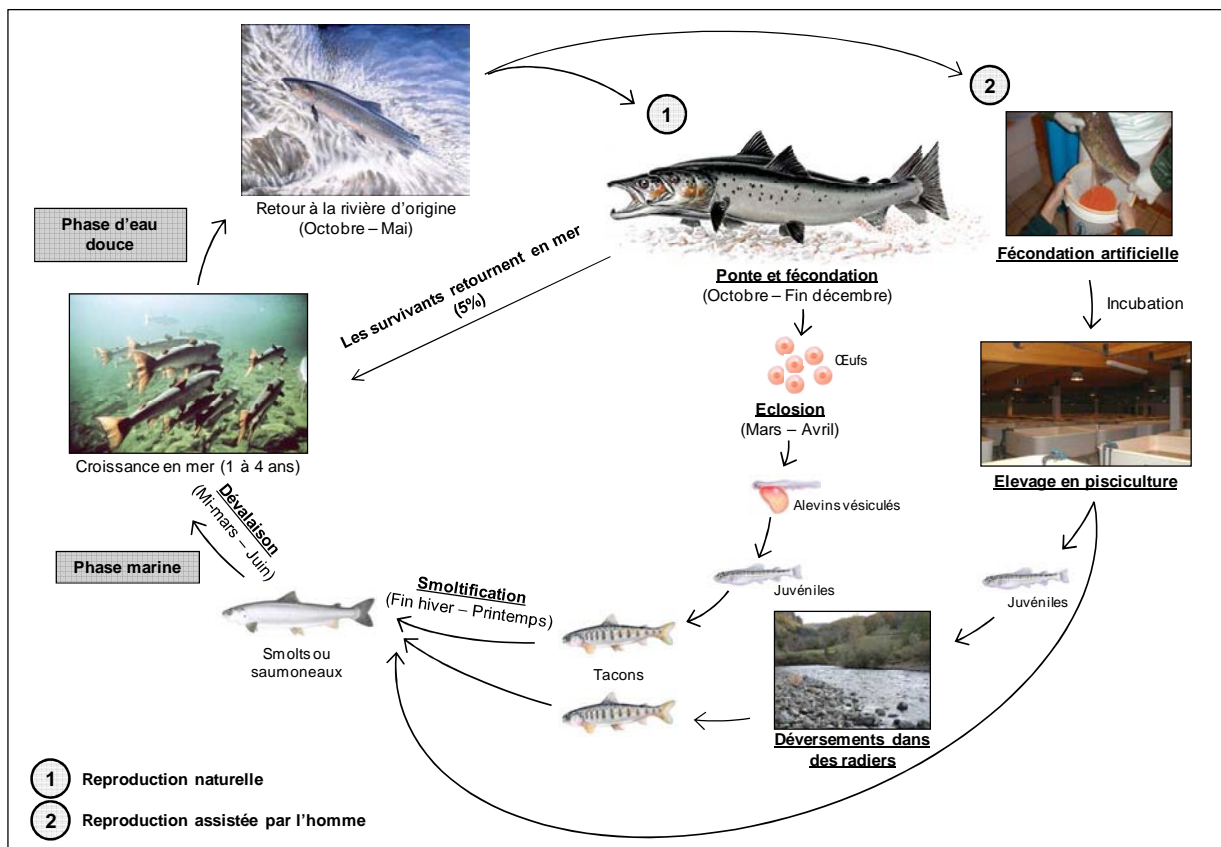 1
2
Retour à la rivière d'origine
(Octobre – Mai)
Phase d'eau
douce
Fécondation artificielle
Ponte et fécondation
(Octobre – Fin décembre)
Les survivants retournent en mer
(5%)
Incubation
Œufs
Eclosion
(Mars – Avril)
Croissance en mer (1 à 4 ans)
Elevage en pisciculture
Alevins vésiculés
Dévalaison
(Mi-mars – Juin)
Phase marine
Smoltification
(Fin hiver – Printemps)
Juvéniles
Juvéniles
Smolts ou
saumoneaux
Tacons
Déversements dans
des radiers
1 Reproduction naturelle
2 Reproduction assistée par l'homme